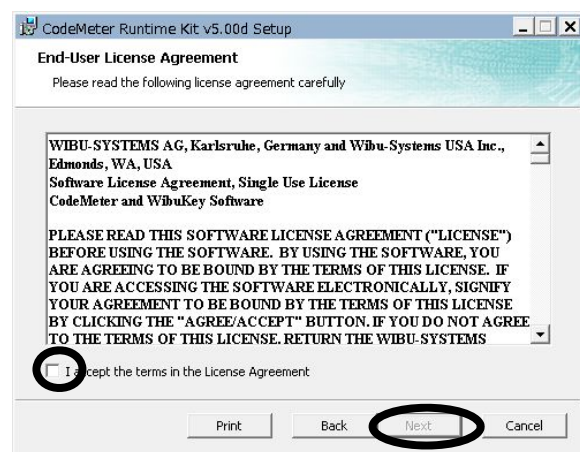 CodeMeter Runtime Kit v5.00d Setup
End-User License Agreement
Please read the following license agreement carefully
WIBU-SYSTEMS AG, Karlsruhe, Germany and Wibu-Systems USA Inc.,
Edmonds, WA, USA
Software License Agreement, Single Use License
CodeMeter and WibuKey Software
PLEASE READ THIS SOFTWARE LICENSE AGREEMENT ("LICENSE")
BEFORE USING THE SOFTWARE. BY USING THE SOFTWARE, YOU
ARE AGREEING TO BE BOUND BY THE TERMS OF THIS LICENSE. IF
YOU ARE ACCESSING THE SOFTWARE ELECTRONICALLY, SIGNIFY
YOUR AGREEMENT TO BE BOUND BY THE TERMS OF THIS LICENSE
BY CLICKING THE "AGREE/ACCEPT" BUTTON. IF YOU DO NOT AGREE
TO THE TERMS OF THIS LICENSE. RETURN THE WIBU-SYSTEMS
I accept the terms in the License Agreement
Print Back Next Cancel